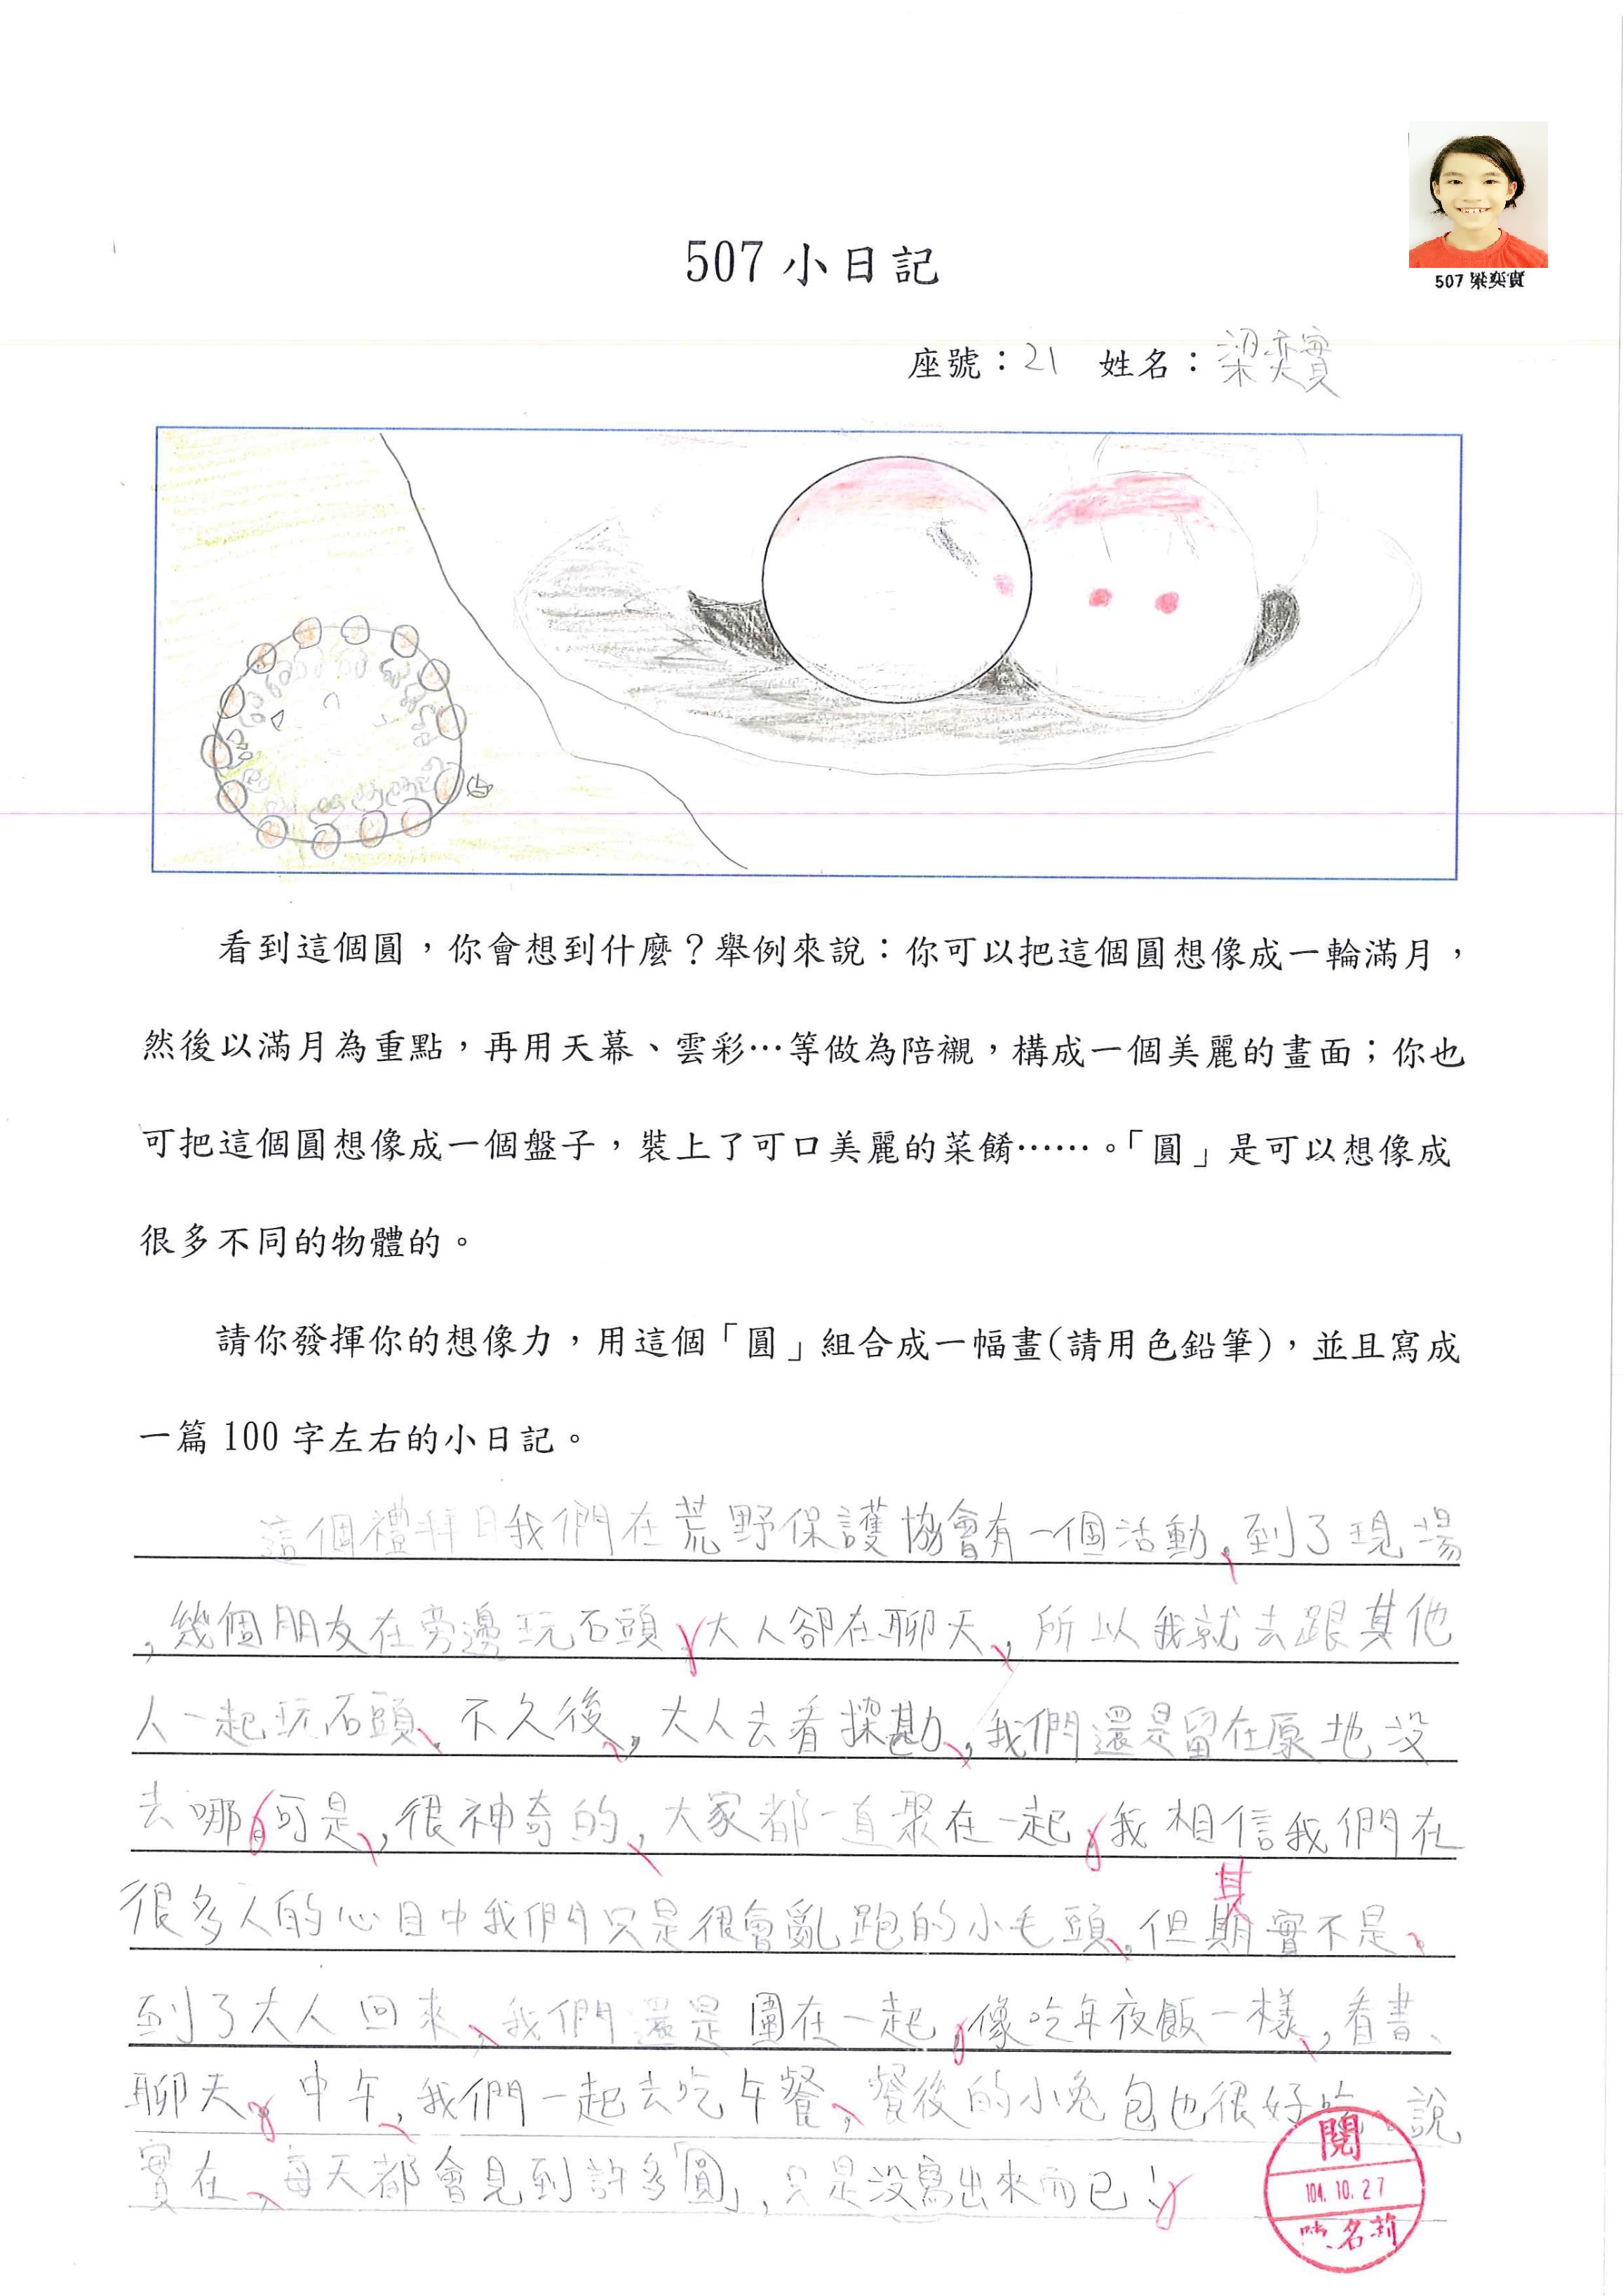 507 梁奕實
507 小日記
座號：21 姓名：梁奕實
看到這個圓，你會想到什麼？舉例來說：你可以把這個圓想像成一輪滿月，
然後以滿月為重點，再用天幕、雲彩…等做為陪襯，構成一個美麗的畫面；你也
可把這個圓想像成一個盤子，裝上了可口美麗的菜餚……。「圓」是可以想像成
很多不同的物體的。
請你發揮你的想像力，用這個「圓」組合成一幅畫(請用色鉛筆)，並且寫成
一篇 100 字左右的小日記。
這個禮拜日我們在荒野保護協會有一個活動，到了現場
，幾個朋友在旁邊玩石頭，大人卻在聊天，所以我就去跟其他
人一起玩石頭，不久後，大人去看探勘，我們還是留在原地沒
去哪。可是，很神奇的，大家都一直聚在一起，我相信我們在
其
很多人的心目中我們只是很會亂跑的小毛頭，但期實不是，
到了大人回來，我們還是圍在一起，像吃年夜飯一樣，看書、
聊天。中午，我們一起去吃午餐，餐後的小兔包也很好吃。說
實在，每天都會見到許多「圓」，只是沒寫出來而已！
閱
104.10.27
名莉